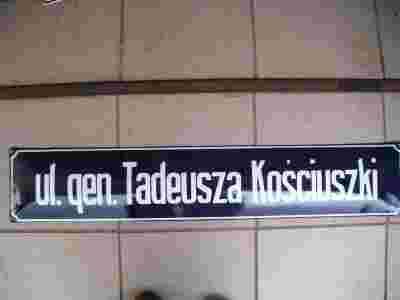 ul. gen. Tadeusza Kościuszki